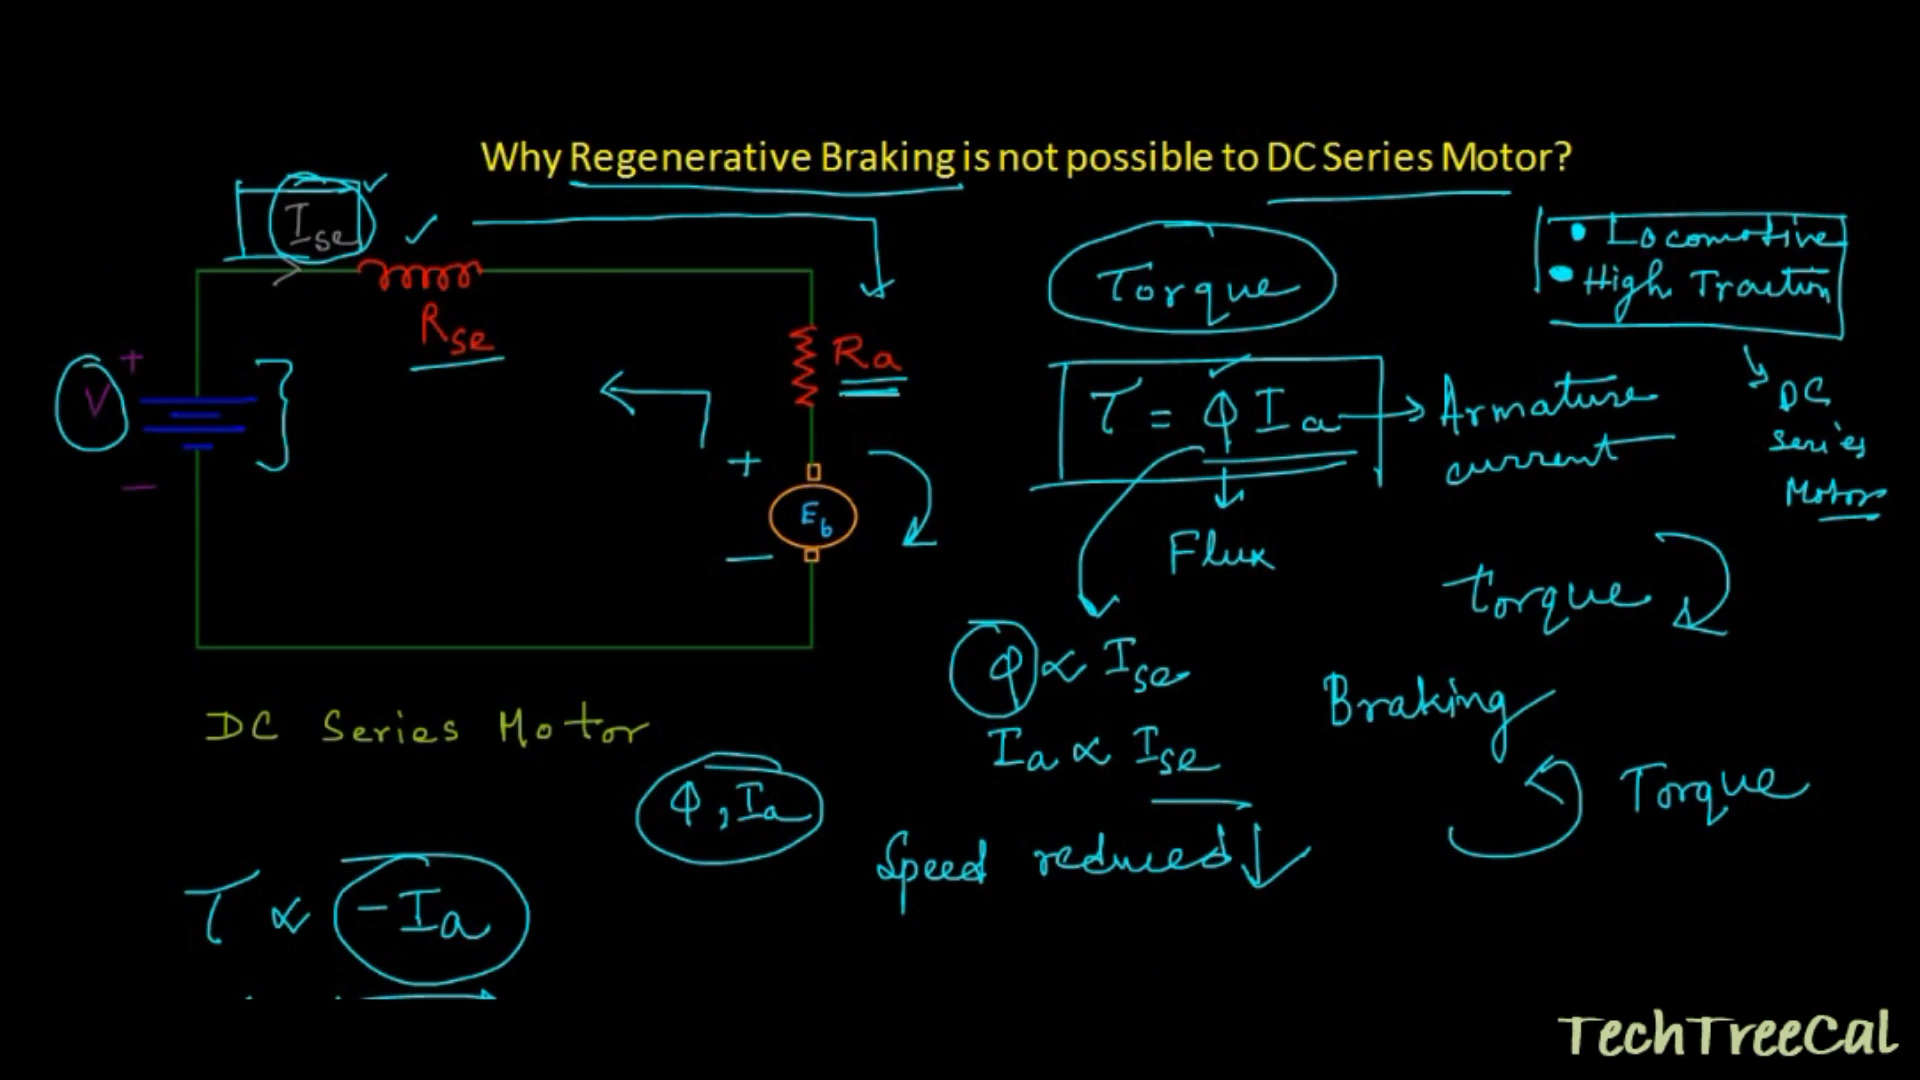 Why Regenerative Braking is not possible to DC Series Motor?
Ise
Rse
+
V
−
Ra
+
Eb
−
DC Series Motor
Torque
τ = φ Ia → Armature
current
Flux
• Locomotive
• High Traction
DC
Series
Motor
φ ∝ Ise
Ia ∝ Ise
φ, Ia
Speed reduced ↓
Torque
Braking
Torque
τ ∝ −Ia
TechTreeCal